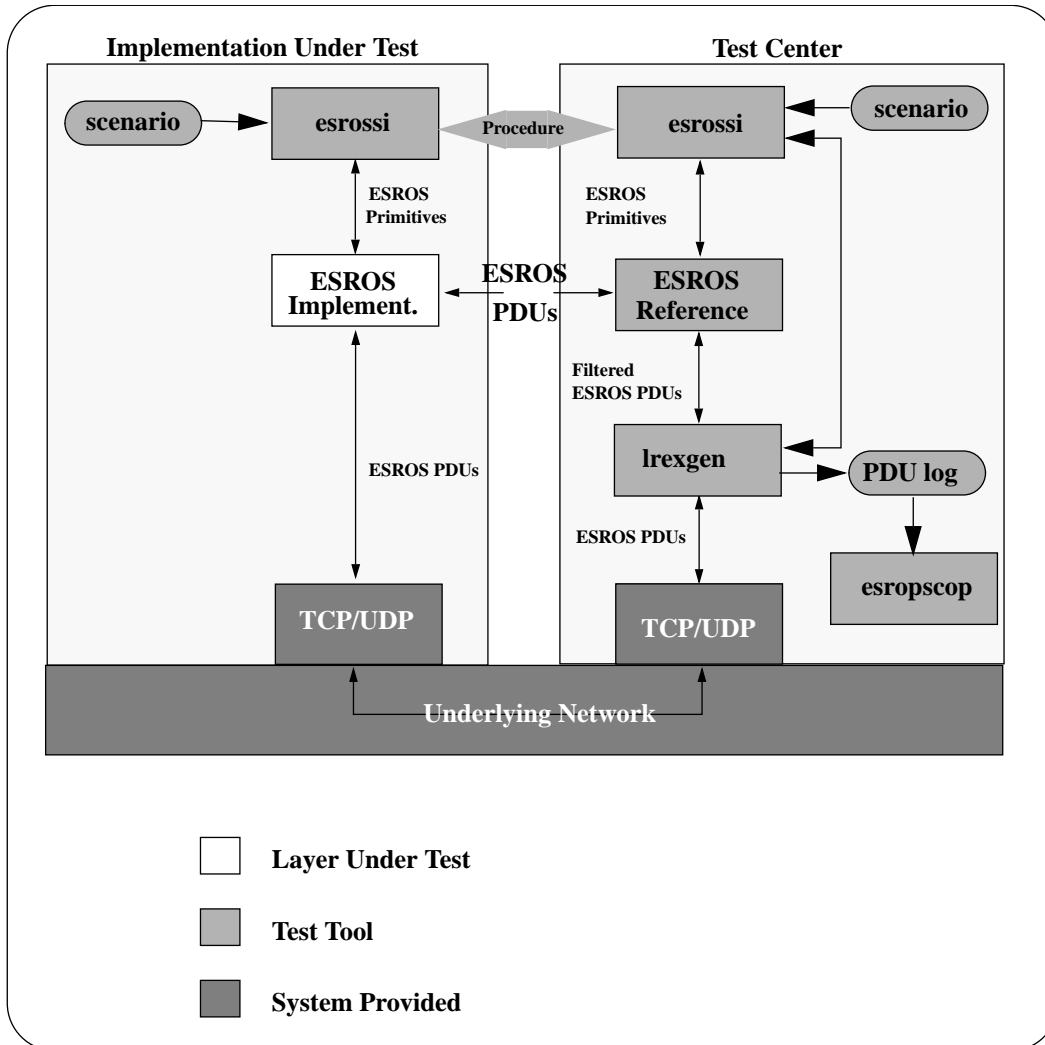 Implementation Under Test
Test Center
scenario
esrossi
Procedure
esrossi
scenario
ESROS
Primitives
ESROS
Primitives
ESROS
Implement.
ESROS
PDUs
ESROS
Reference
Filtered
ESROS PDUs
lrexgen
PDU log
ESROS PDUs
ESROS PDUs
esropscop
TCP/UDP
TCP/UDP
Underlying Network
Layer Under Test
Test Tool
System Provided